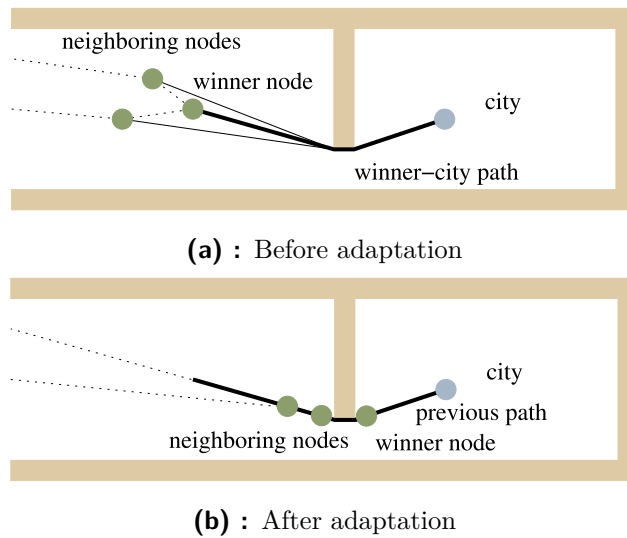 neighboring nodes
winner node
city
winner−city path
(a) : Before adaptation
city
previous path
neighboring nodes
winner node
(b) : After adaptation